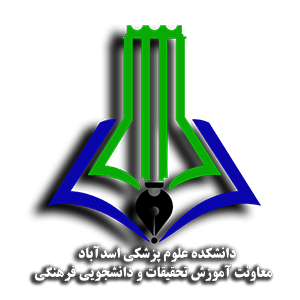 دانشکده علوم پزشکی اسدآباد
معاونت آموزش تحقیقات و دانشجویی فرهنگی